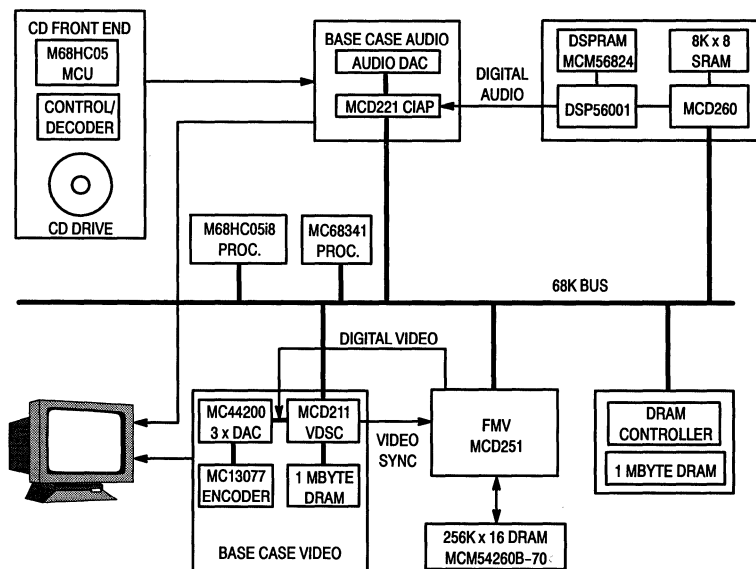 CD FRONT END
M68HC05
MCU
CONTROL/
DECODER
CD DRIVE
BASE CASE AUDIO
AUDIO DAC
MCD221 CIAP
DIGITAL
AUDIO
DSPRAM
MCM56824
8K x 8
SRAM
DSP56001
MCD260
M68HC05i8
PROC.
MC68341
PROC.
68K BUS
DIGITAL VIDEO
MC44200
3 x DAC
MCD211
VDSC
MC13077
ENCODER
1 MBYTE
DRAM
BASE CASE VIDEO
VIDEO
SYNC
FMV
MCD251
256K x 16 DRAM
MCM54260B-70
DRAM
CONTROLLER
1 MBYTE DRAM